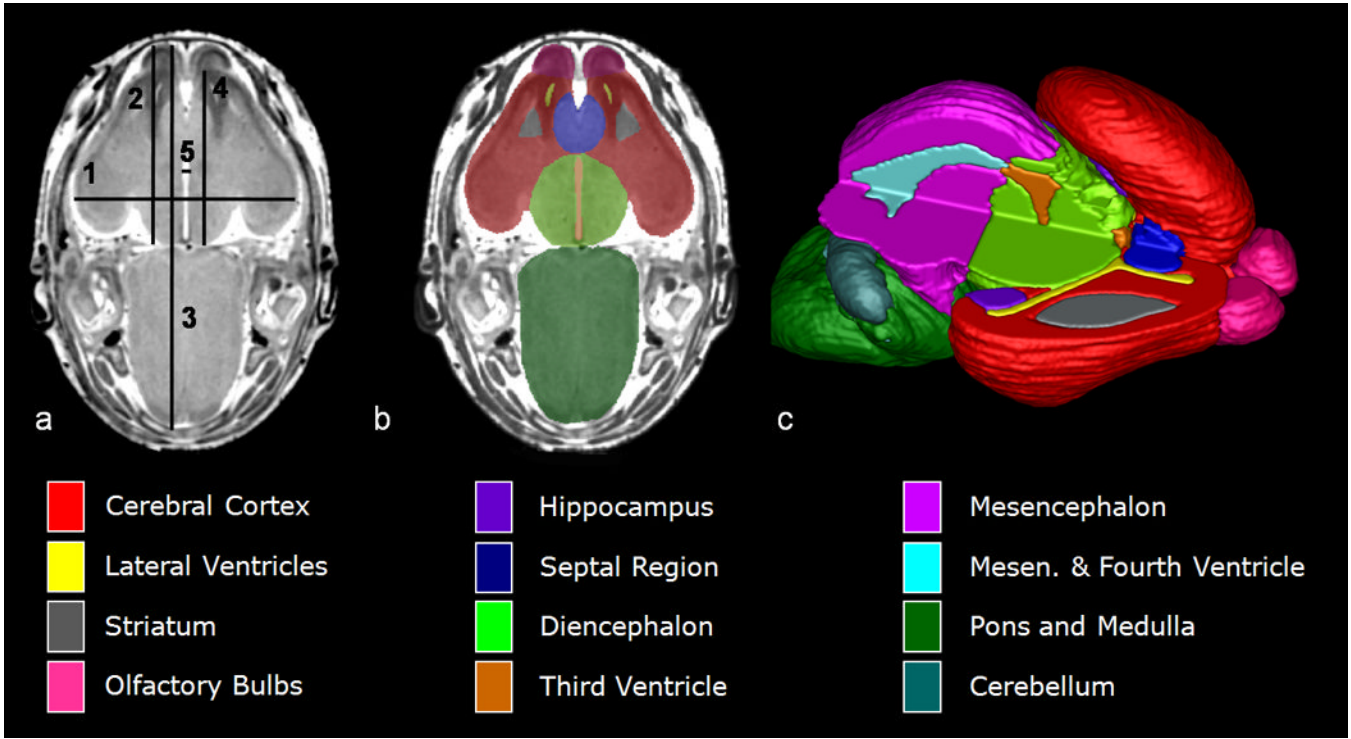 2
4
5
1
3
a
b
c
Cerebral Cortex
Hippocampus
Mesencephalon
Lateral Ventricles
Septal Region
Mesen. & Fourth Ventricle
Striatum
Diencephalon
Pons and Medulla
Olfactory Bulbs
Third Ventricle
Cerebellum